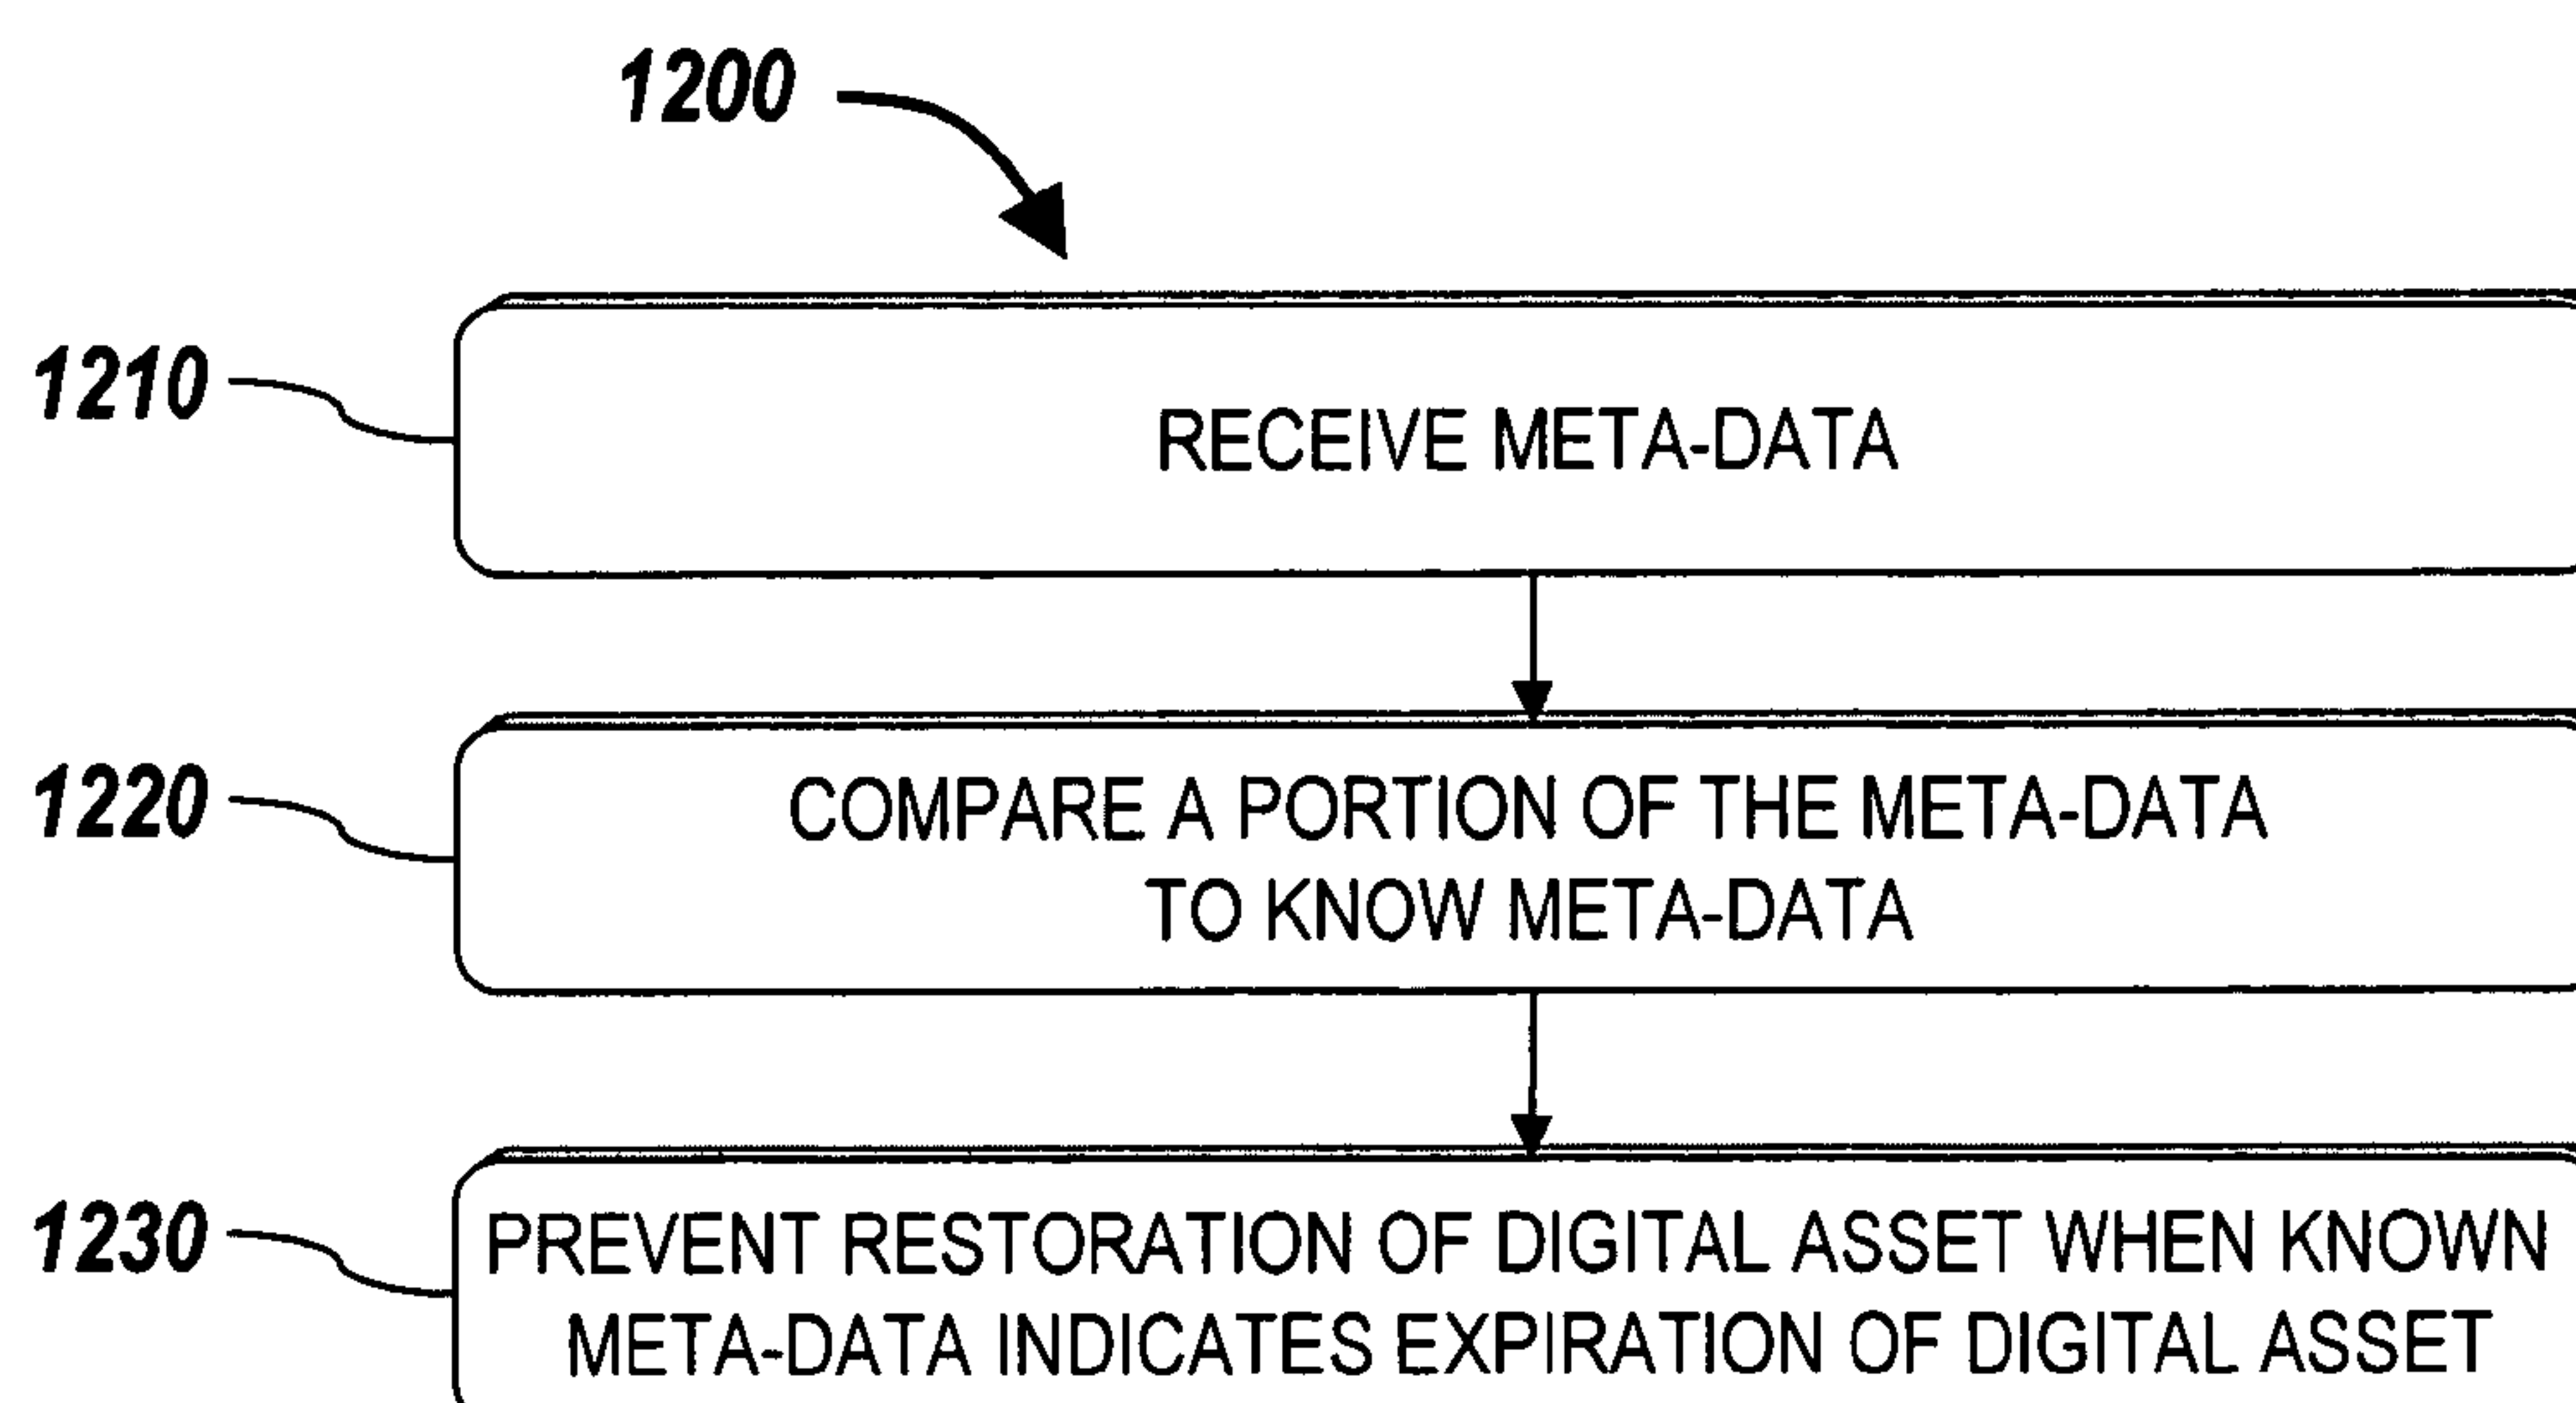 1200
1210
RECEIVE META-DATA
1220
COMPARE A PORTION OF THE META-DATA
TO KNOW META-DATA
1230
PREVENT RESTORATION OF DIGITAL ASSET WHEN KNOWN
META-DATA INDICATES EXPIRATION OF DIGITAL ASSET